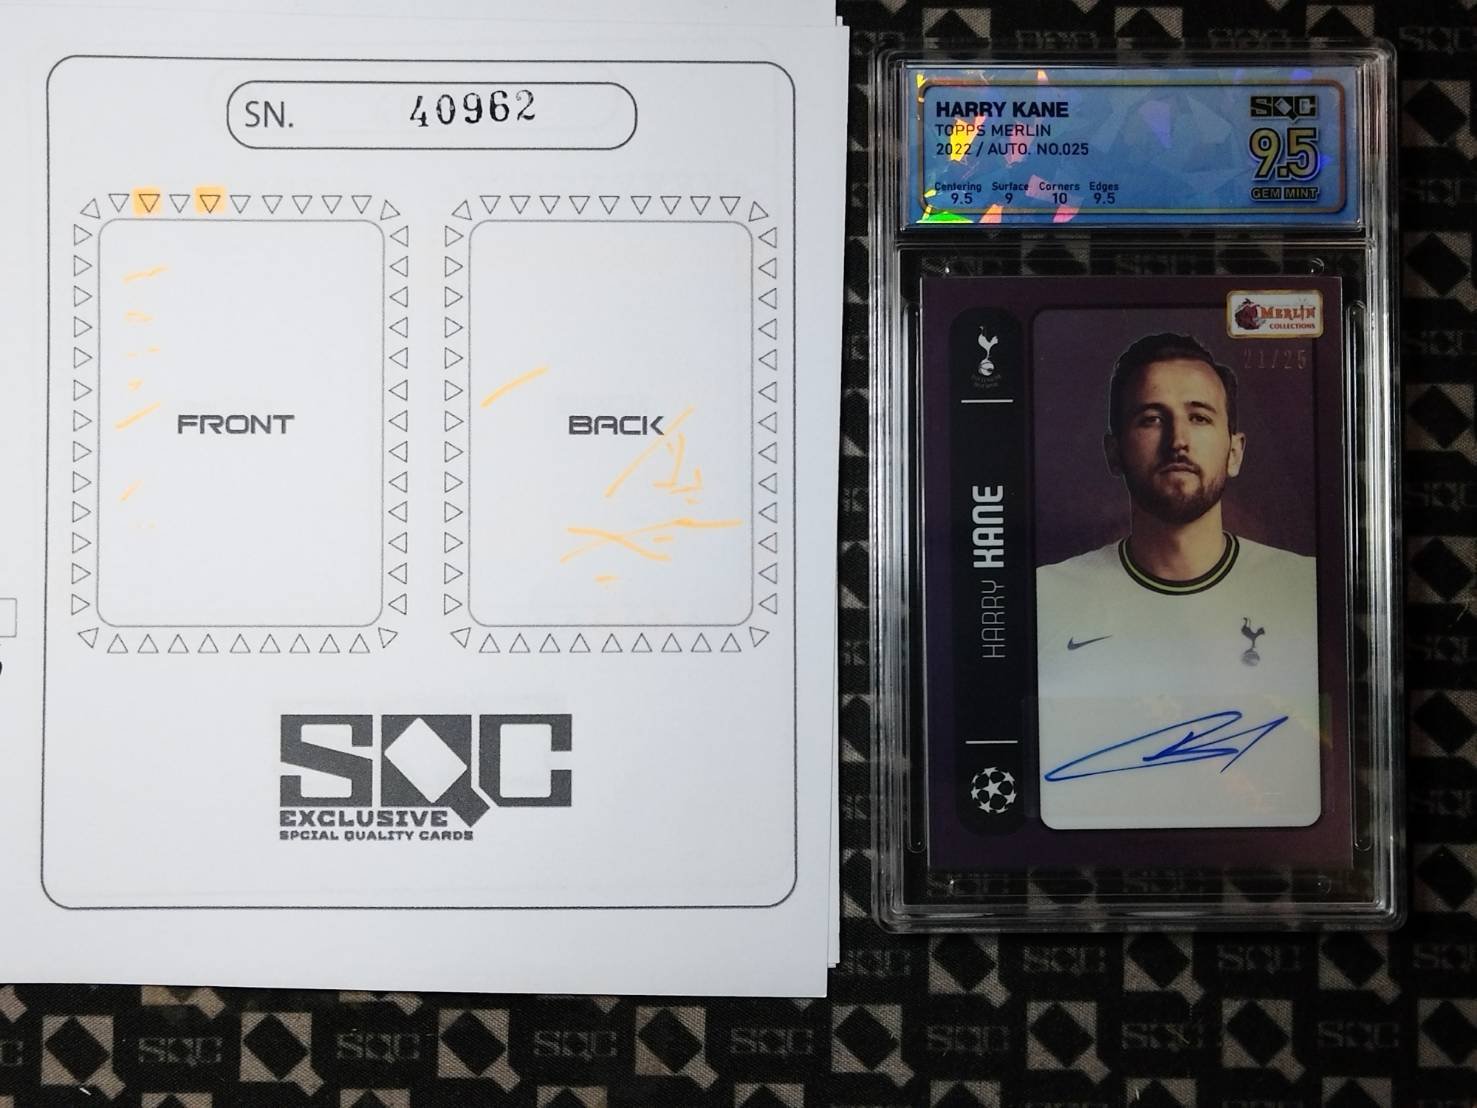 SN. 40962
FRONT
BACK
SQC
EXCLUSIVE
SPCIAL QUALITY CARDS
HARRY KANE
TOPPS MERLIN
2022 / AUTO. NO.025
Centering Surface Corners Edges
9.5 9 10 9.5
SQC
9.5
GEM MINT
MERLIN
COLLECTIONS
21/25
HARRY KANE